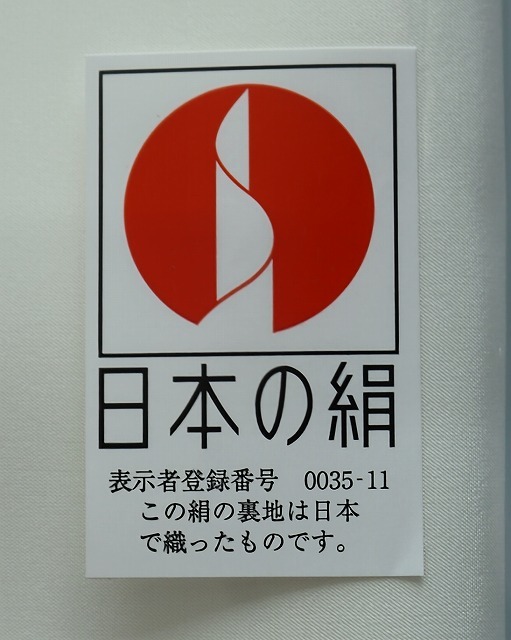 日本の絹
表示者登録番号　0035-11
この絹の裏地は日本
で織ったものです。